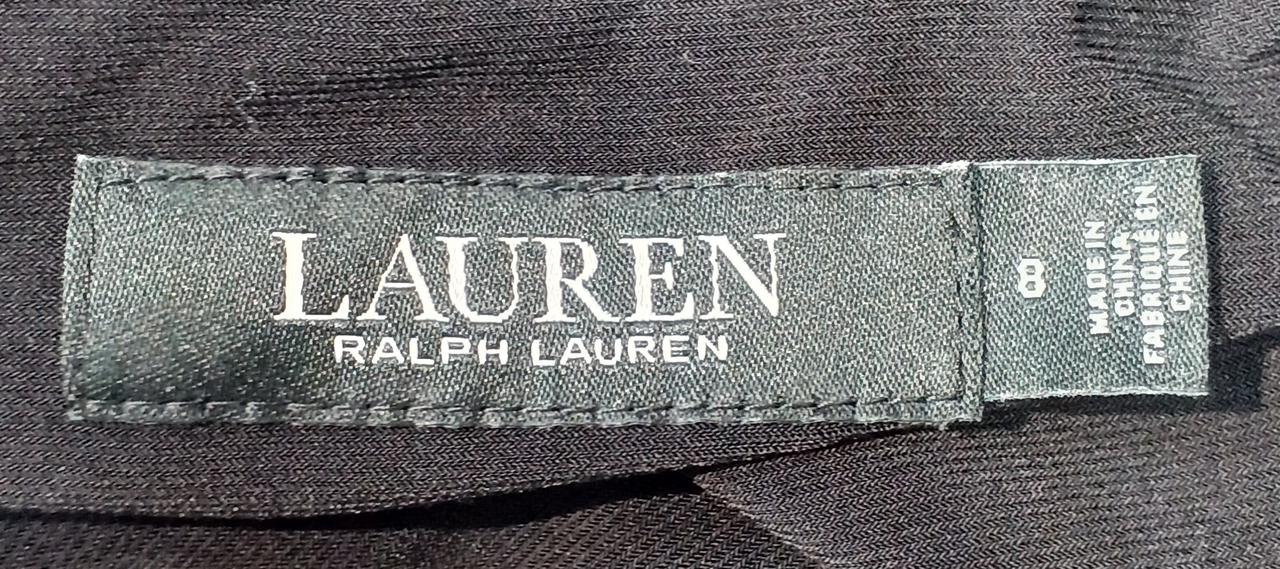 LAUREN
RALPH LAUREN
8
MADE IN
CHINA
FABRIQUÉ EN
CHINE